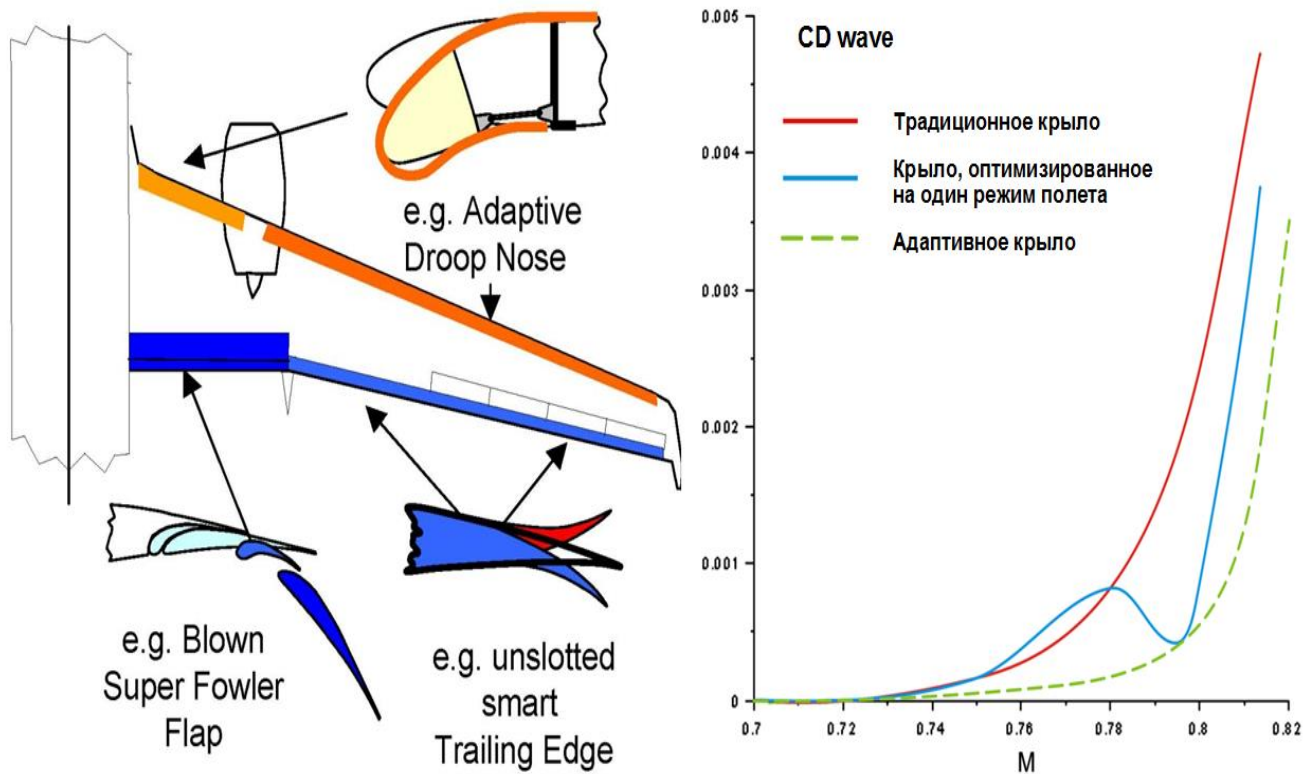 e.g. Adaptive
Droop Nose
e.g. Blown
Super Fowler
Flap
e.g. unslotted
smart
Trailing Edge
CD wave
Традиционное крыло
Крыло, оптимизированное
на один режим полета
Адаптивное крыло
0.005
0.004
0.003
0.002
0.001
0
0.7
0.72
0.74
0.76
0.78
0.8
0.82
M